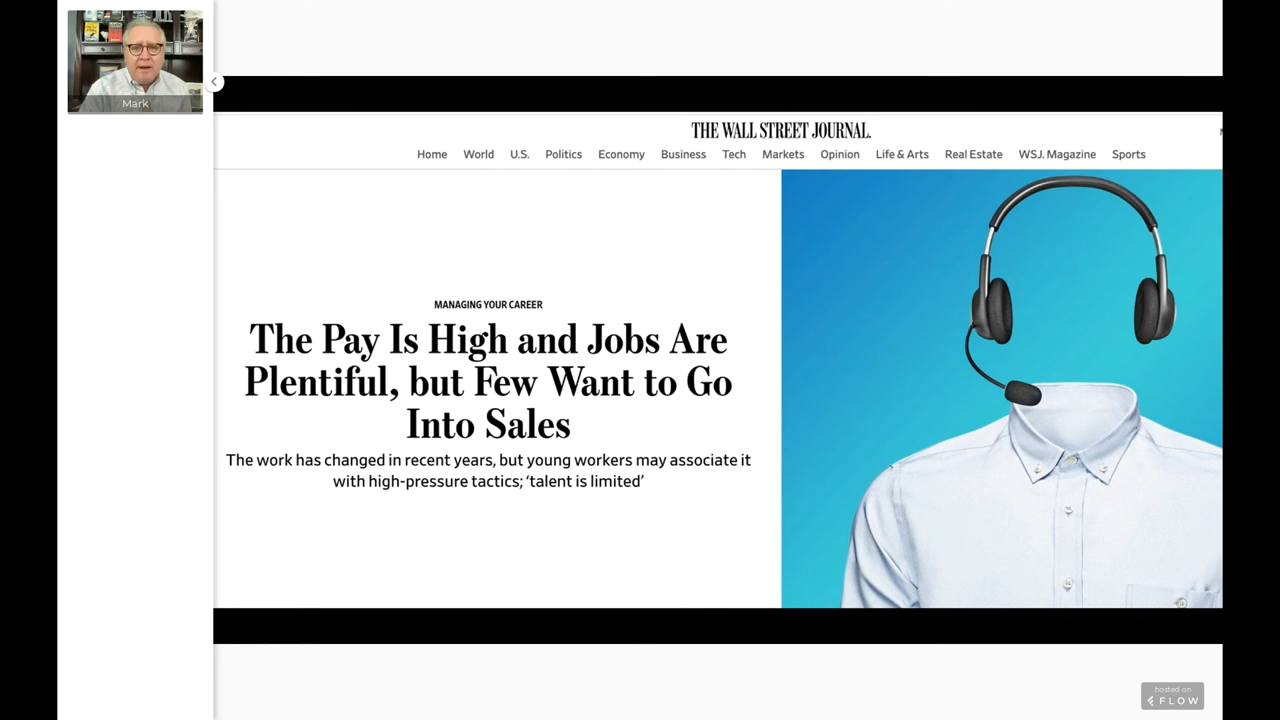 Mark
THE WALL STREET JOURNAL.
Home World U.S. Politics Economy Business Tech Markets Opinion Life & Arts Real Estate WSJ. Magazine Sports
MANAGING YOUR CAREER
The Pay Is High and Jobs Are
Plentiful, but Few Want to Go
Into Sales
The work has changed in recent years, but young workers may associate it
with high-pressure tactics; ‘talent is limited’
hosted on
FLOW